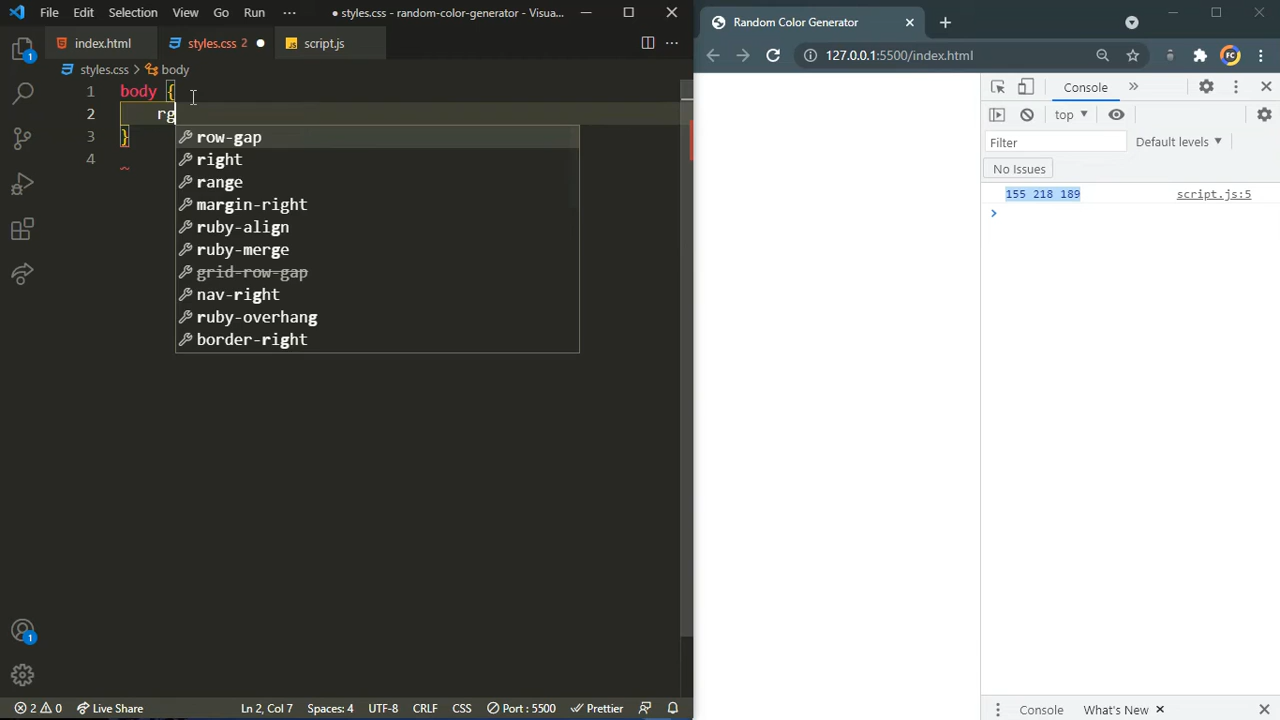 File Edit View Go Run ··· ● styles.css - random-color-generator - Visua...
Random Color Generator
index.html styles.css 2 ● script.js
127.0.0.1:5500/index.html
styles.css > body
Console
1 body {
2 rg
3 }
4
top
Filter
Default levels
No Issues
155 218 189 script.js:5
row-gap
right
range
margin-right
ruby-align
ruby-merge
grid-row-gap
nav-right
ruby-overhang
border-right
1
2 0 Live Share Ln 2, Col 7 Spaces: 4 UTF-8 CRLF CSS Port : 5500 Prettier
Console What's New